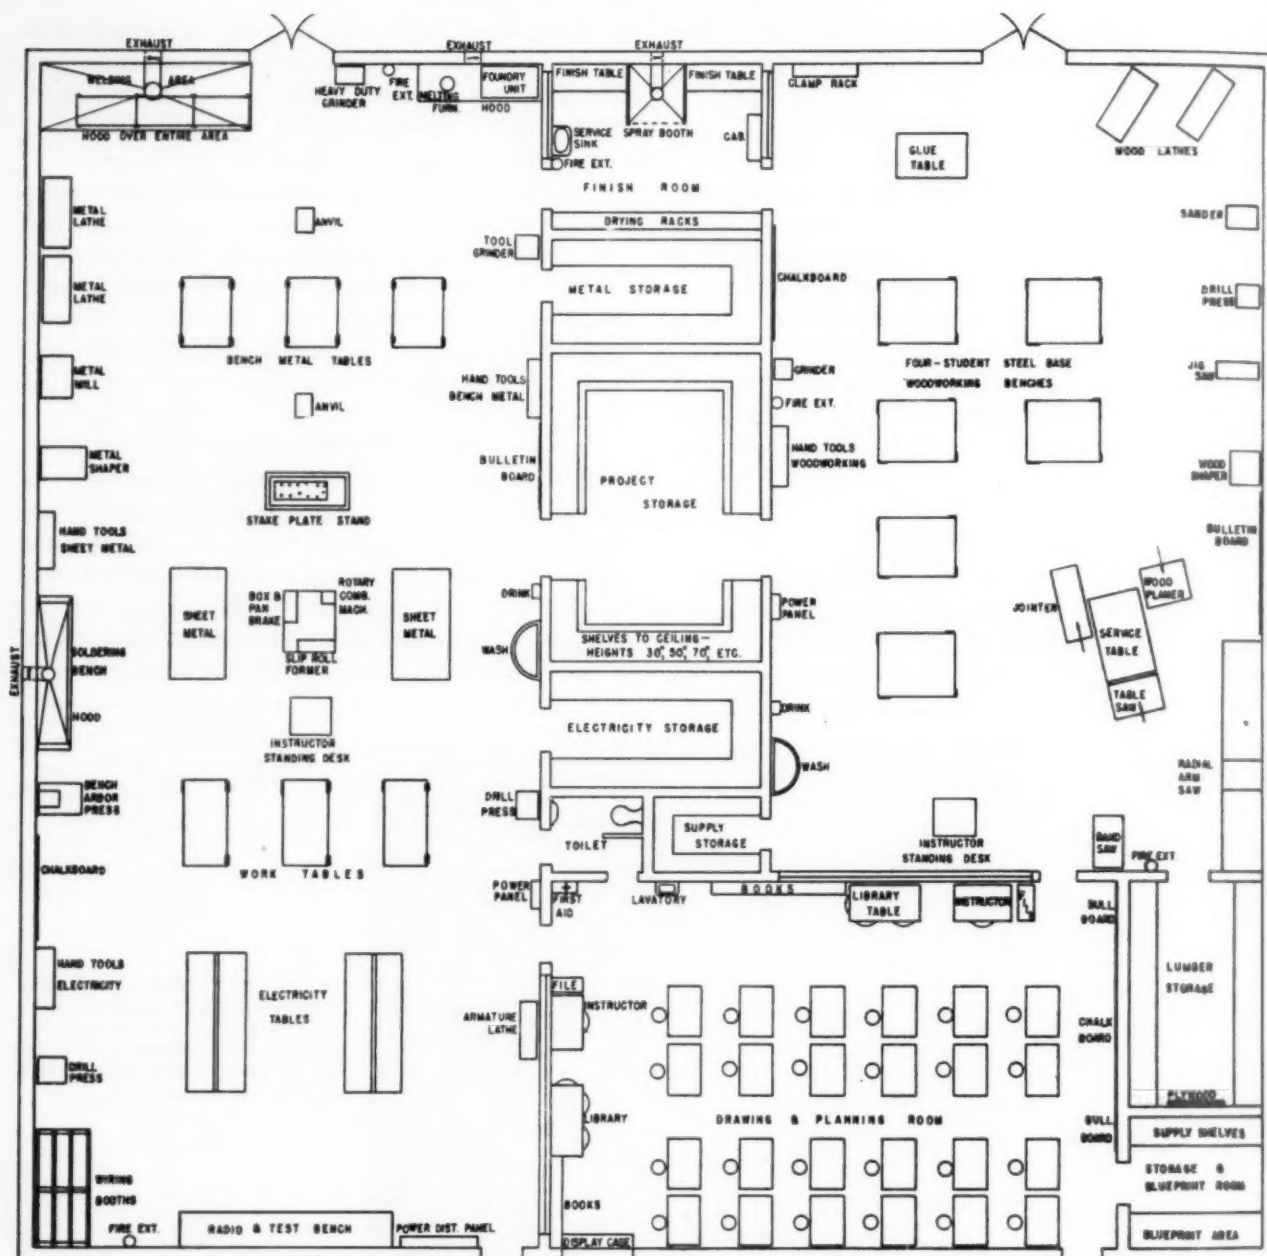 EXHAUST
EXHAUST
EXHAUST
WELDING AREA
HOOD OVER ENTIRE AREA
HEAVY DUTY
GRINDER
FIRE
EXT.
MELTING
FURN.
FOUNDRY
UNIT
HOOD
FINISH TABLE
FINISH TABLE
SERVICE
SINK
SPRAY BOOTH
CAB.
FIRE EXT.
FINISH ROOM
CLAMP RACK
GLUE
TABLE
WOOD LATHES
METAL
LATHE
ANVIL
TOOL
GRINDER
DRYING RACKS
SANDER
METAL
LATHE
METAL STORAGE
CHALKBOARD
DRILL
PRESS
BENCH METAL TABLES
METAL
MILL
ANVIL
HAND TOOLS
BENCH METAL
GRINDER
FIRE EXT.
FOUR-STUDENT STEEL BASE
WOODWORKING BENCHES
JIG
SAW
METAL
SHAPER
BULLETIN
BOARD
PROJECT
STORAGE
HAND TOOLS
WOODWORKING
WOOD
SHAPER
STAKE PLATE STAND
HAND TOOLS
SHEET METAL
BULLETIN
BOARD
SHEET
METAL
BOX &
PAN
BRAKE
ROTARY
COMB.
MACH.
SLIP ROLL
FORMER
SHEET
METAL
DRINK
WASH
SHELVES TO CEILING-
HEIGHTS 30", 50", 70", ETC.
POWER
PANEL
JOINTER
WOOD
PLANER
SERVICE
TABLE
TABLE
SAW
EXHAUST
SOLDERING
BENCH
HOOD
INSTRUCTOR
STANDING DESK
ELECTRICITY STORAGE
DRINK
WASH
RADIAL
ARM
SAW
BENCH
ARBOR
PRESS
DRILL
PRESS
TOILET
SUPPLY
STORAGE
INSTRUCTOR
STANDING DESK
BAND
SAW
FIRE EXT.
CHALKBOARD
WORK TABLES
POWER
PANEL
FIRST
AID
LAVATORY
BOOKS
LIBRARY
TABLE
INSTRUCTOR
FILE
BULL
BOARD
LUMBER
STORAGE
HAND TOOLS
ELECTRICITY
ELECTRICITY
TABLES
ARMATURE
LATHE
FILE
INSTRUCTOR
CHALK
BOARD
DRILL
PRESS
LIBRARY
DRAWING & PLANNING ROOM
PLYWOOD
BULL
BOARD
SUPPLY SHELVES
WIRING
BOOTHS
STORAGE &
BLUEPRINT ROOM
BOOKS
FIRE EXT.
RADIO & TEST BENCH
POWER DIST. PANEL
DISPLAY CASE
BLUEPRINT AREA